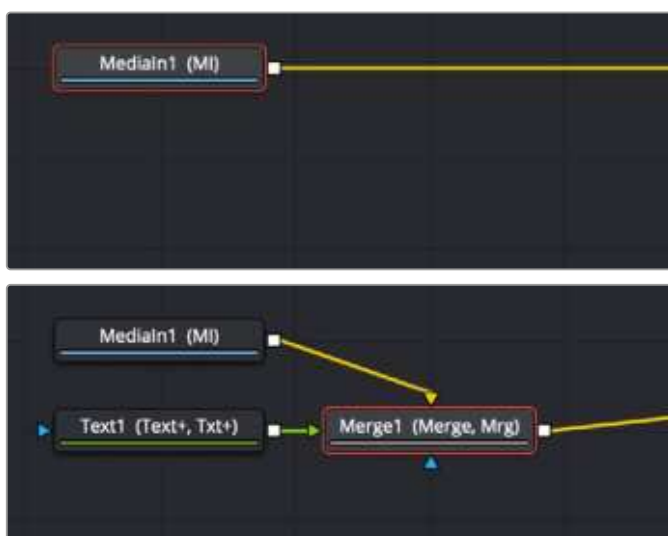 MediaIn1 (MI)
MediaIn1 (MI)
Text1 (Text+, Txt+)
Merge1 (Merge, Mrg)